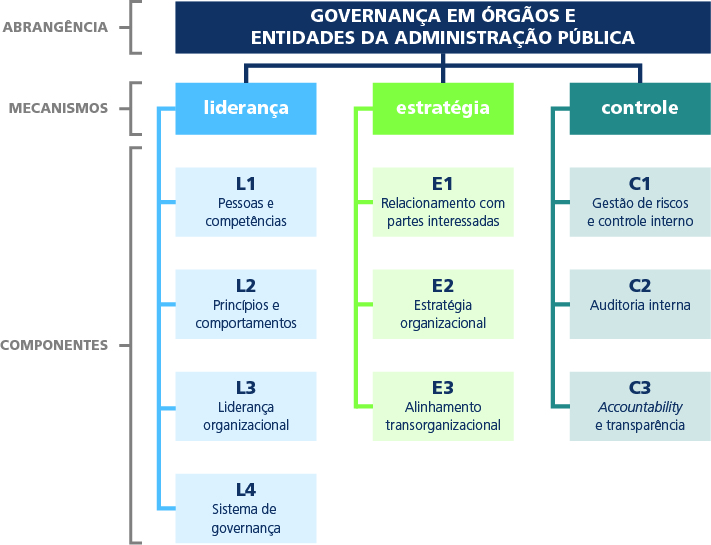 ABRANGÊNCIA
GOVERNANÇA EM ÓRGÃOS E
ENTIDADES DA ADMINISTRAÇÃO PÚBLICA
MECANISMOS
liderança
estratégia
controle
COMPONENTES
L1
Pessoas e
competências
E1
Relacionamento com
partes interessadas
C1
Gestão de riscos
e controle interno
L2
Princípios e
comportamentos
E2
Estratégia
organizacional
C2
Auditoria interna
L3
Liderança
organizacional
E3
Alinhamento
transorganizacional
C3
Accountability
e transparência
L4
Sistema de
governança